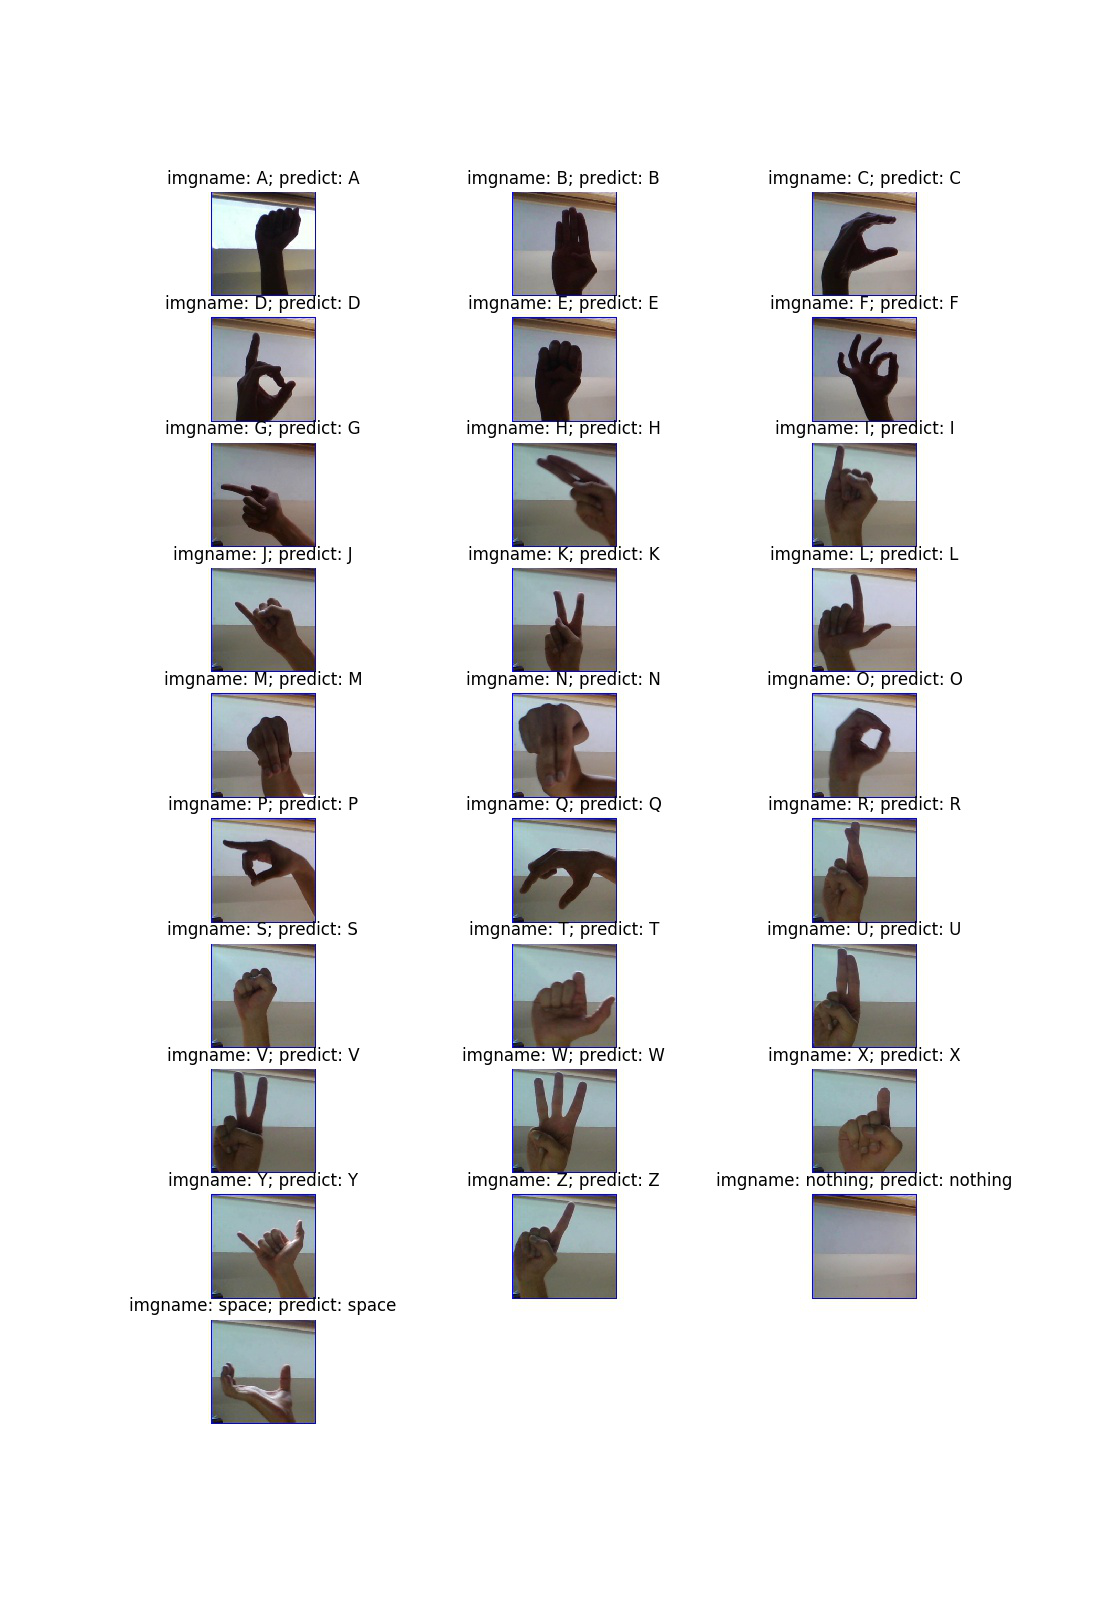 imgname: A; predict: A
imgname: B; predict: B
imgname: C; predict: C
imgname: D; predict: D
imgname: E; predict: E
imgname: F; predict: F
imgname: G; predict: G
imgname: H; predict: H
imgname: I; predict: I
imgname: J; predict: J
imgname: K; predict: K
imgname: L; predict: L
imgname: M; predict: M
imgname: N; predict: N
imgname: O; predict: O
imgname: P; predict: P
imgname: Q; predict: Q
imgname: R; predict: R
imgname: S; predict: S
imgname: T; predict: T
imgname: U; predict: U
imgname: V; predict: V
imgname: W; predict: W
imgname: X; predict: X
imgname: Y; predict: Y
imgname: Z; predict: Z
imgname: nothing; predict: nothing
imgname: space; predict: space